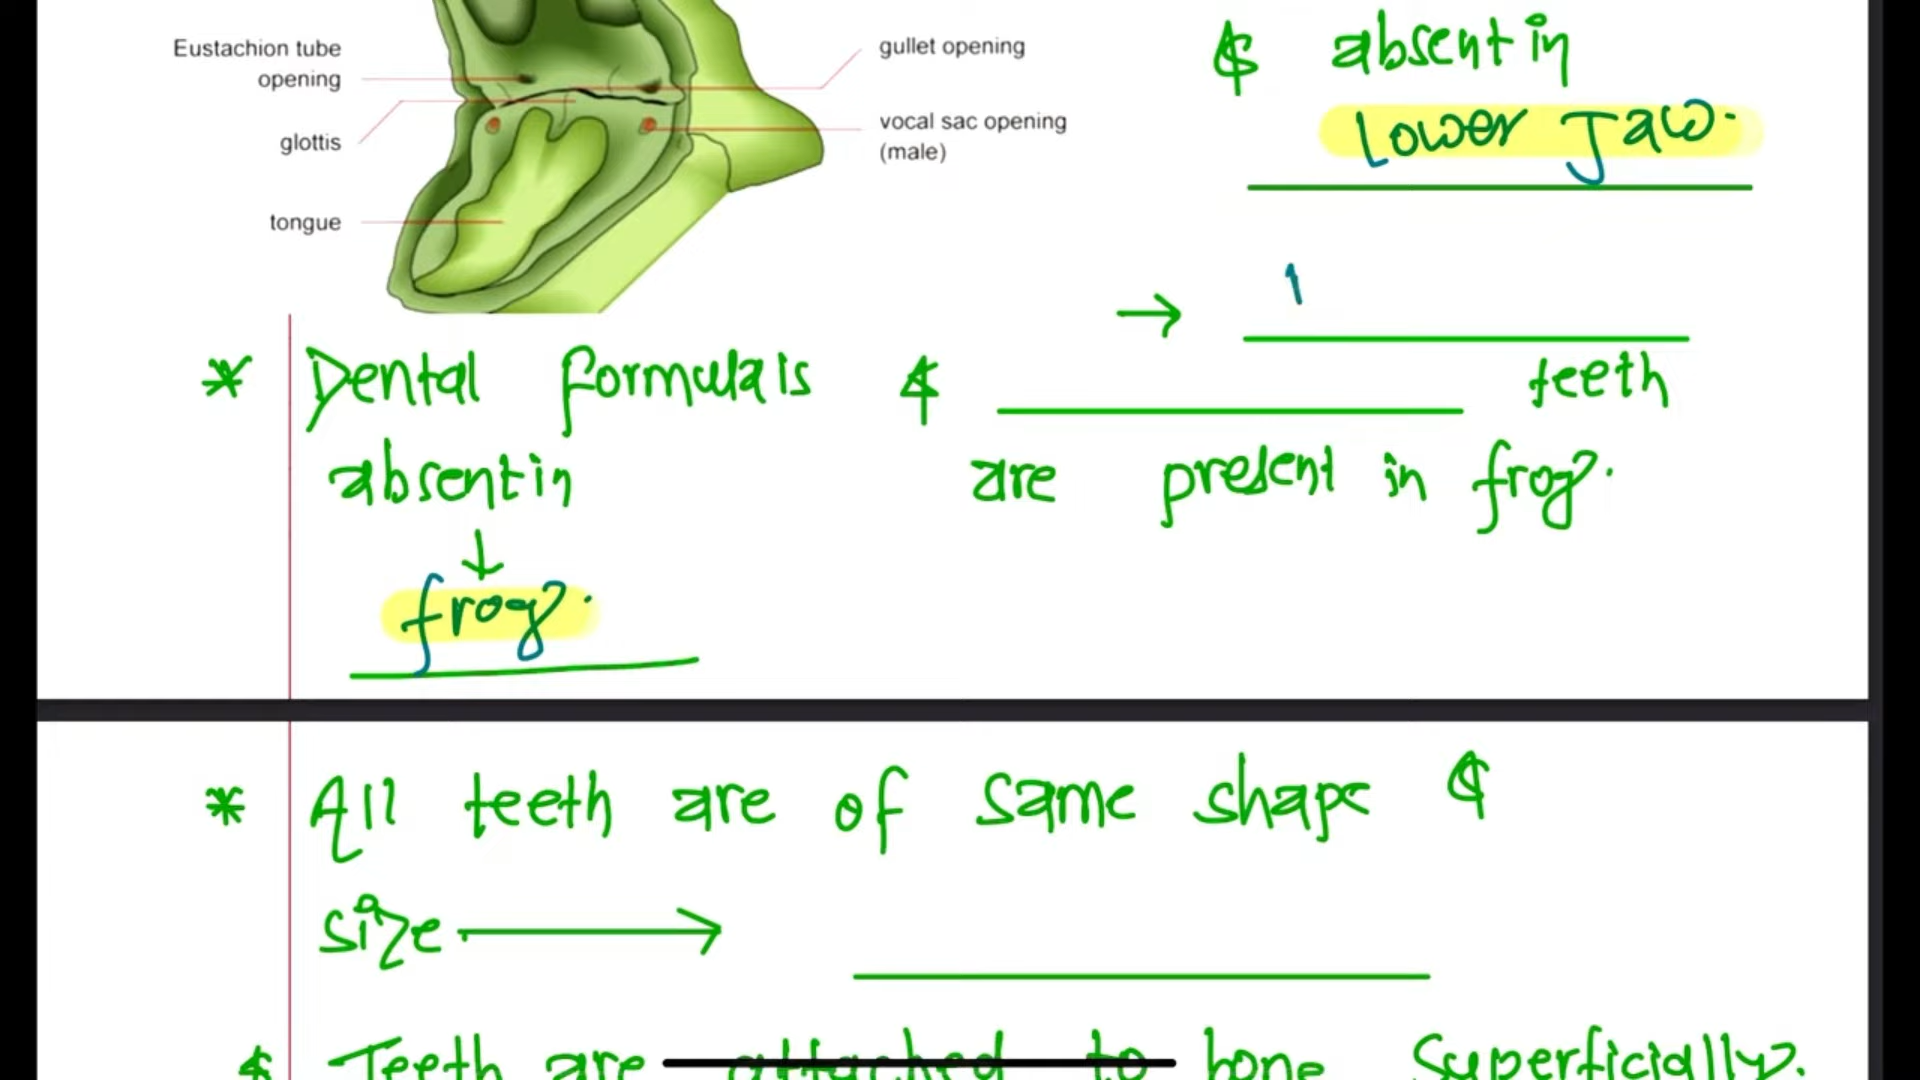 Eustachion tube
opening
glottis
tongue
gullet opening
vocal sac opening
(male)
& absent in
Lower Jaw.
→
teeth
* Dental formula is &
absent in
↓
frog.
are present in frog.
* All teeth are of same shape &
size →
& Teeth are attached to bone superficially.